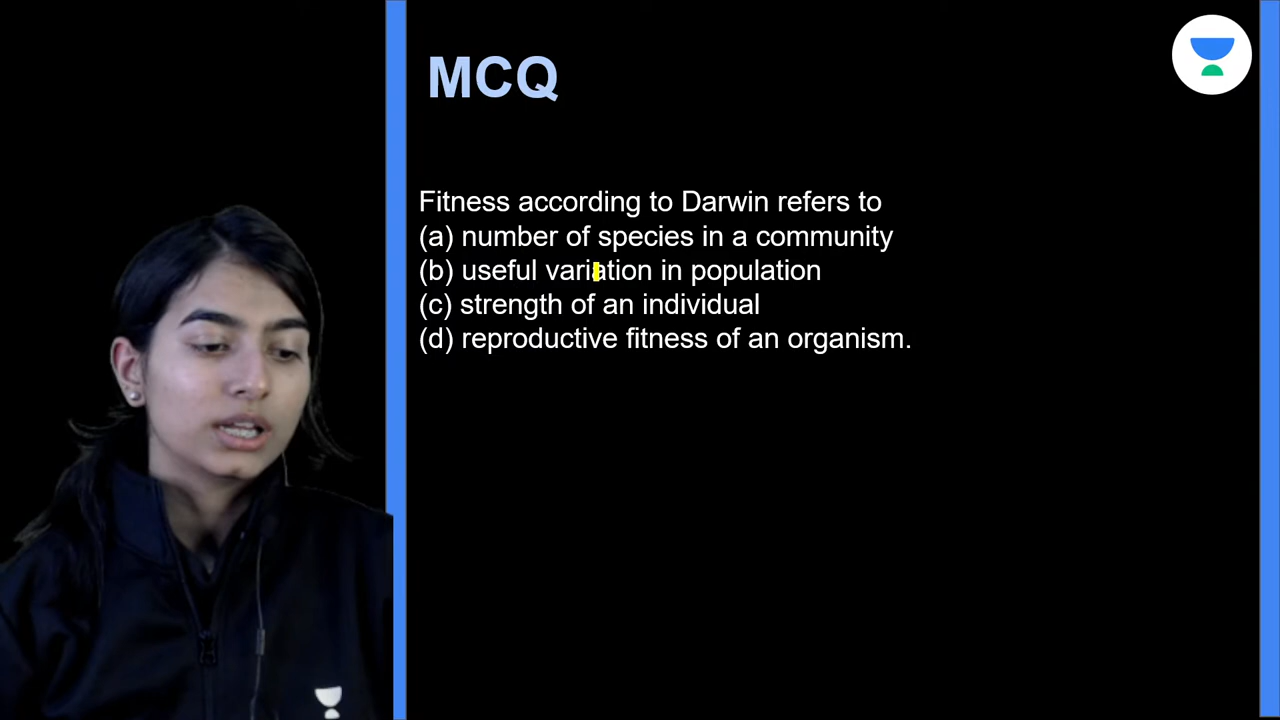 MCQ
Fitness according to Darwin refers to
(a) number of species in a community
(b) useful variation in population
(c) strength of an individual
(d) reproductive fitness of an organism.